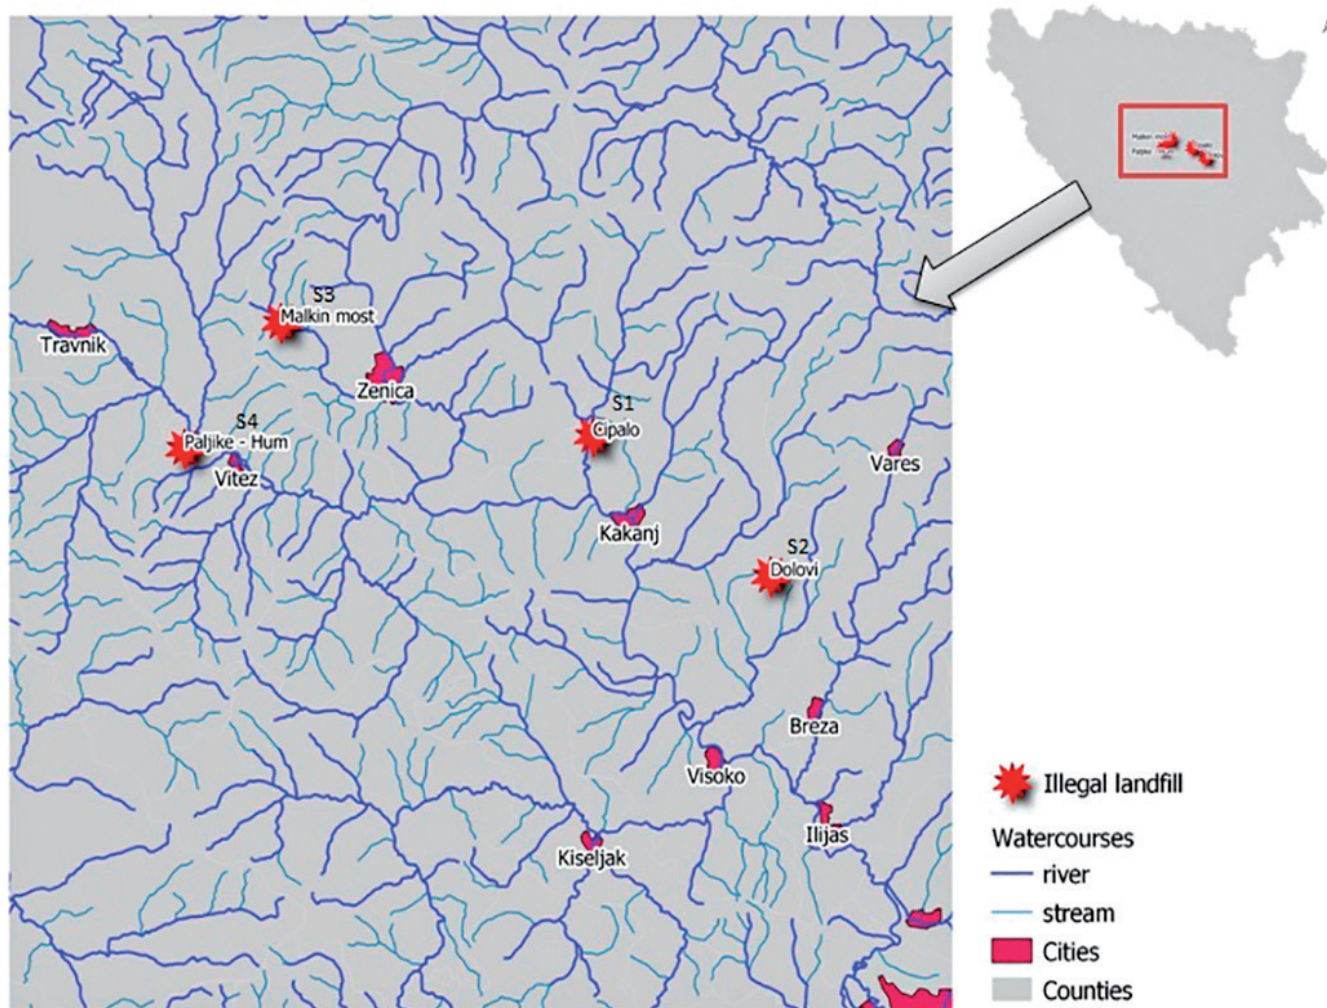 S3
Malkin most
Travnik
Zenica
S1
Cipalo
S4
Paljike - Hum
Vitez
Vares
Kakanj
S2
Dolovi
Breza
Visoko
Ilijas
Kiseljak
Illegal landfill
Watercourses
river
stream
Cities
Counties